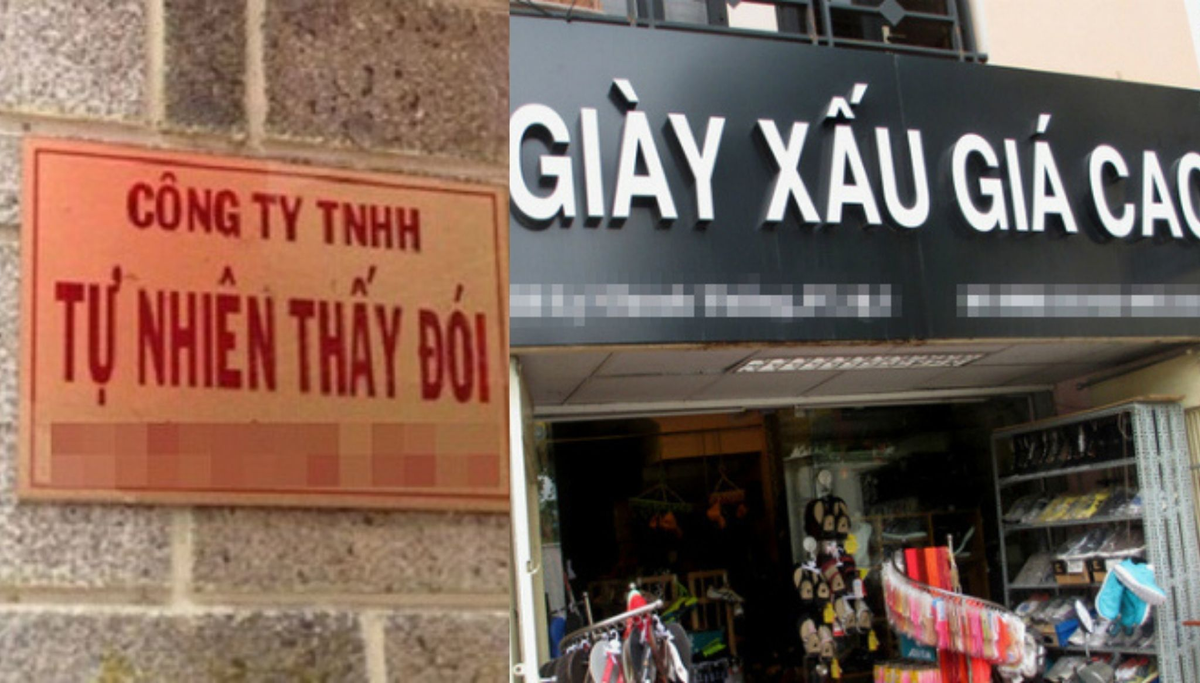 CÔNG TY TNHH
TỰ NHIÊN THẤY ĐÓI
GIÀY XẤU GIÁ CAO